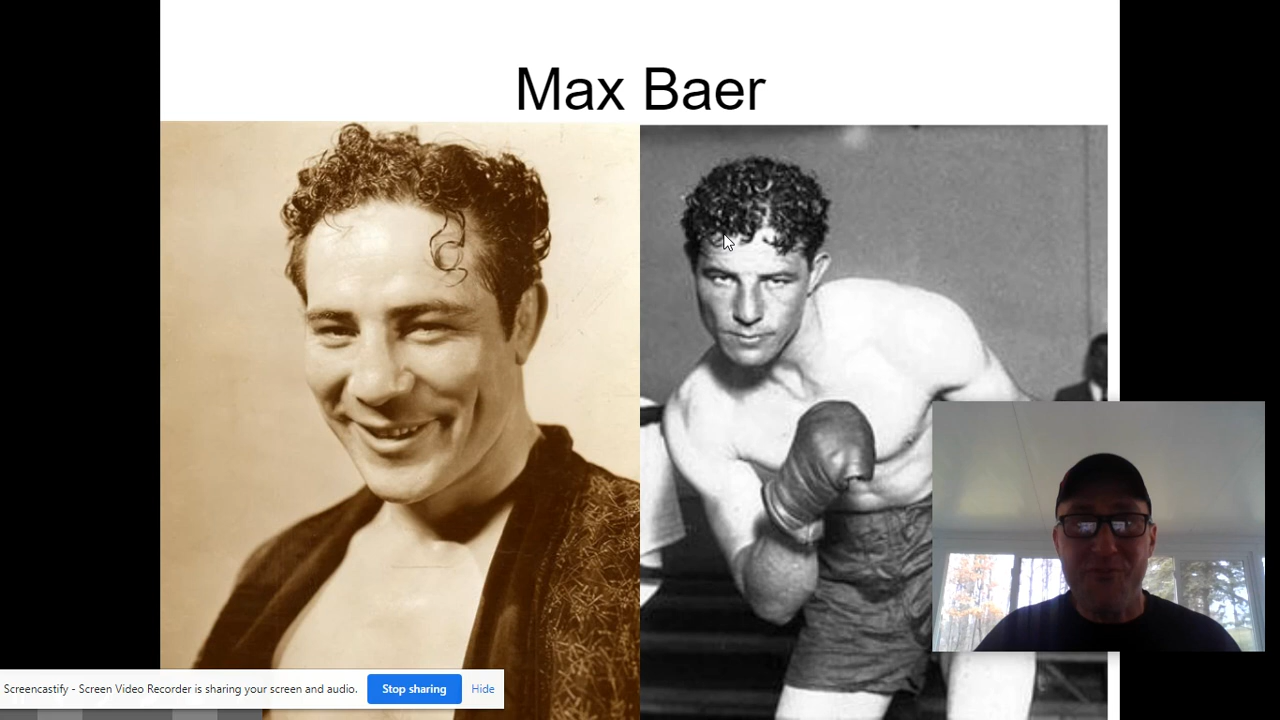 Max Baer
Screencastify - Screen Video Recorder is sharing your screen and audio.
Stop sharing
Hide